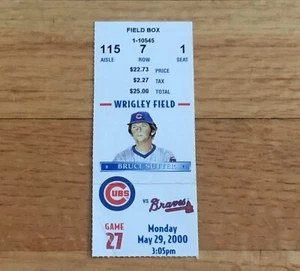 FIELD BOX
1-10545
115 7 1
AISLE ROW SEAT
$22.73 PRICE
$2.27 TAX
$25.00 TOTAL
WRIGLEY FIELD
BRUCE SUTTER
CUBS
VS
Braves
GAME
27
Monday
May 29, 2000
3:05pm